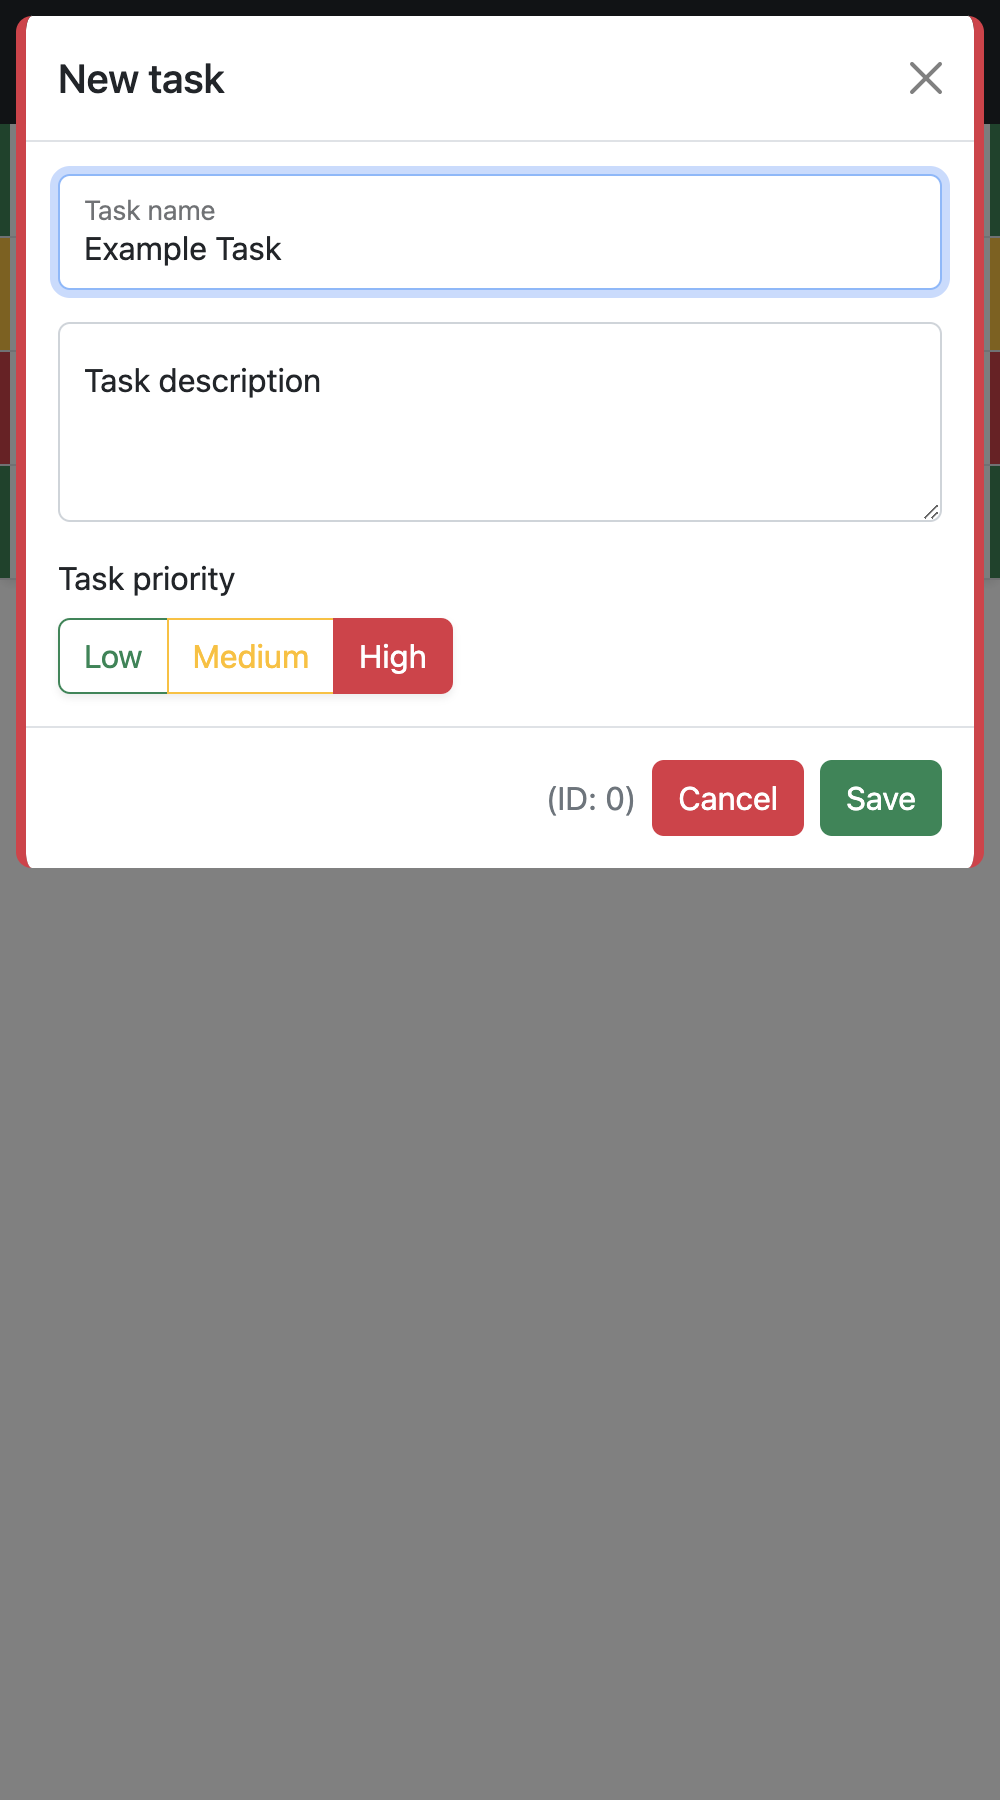 New task
Task name
Example Task
Task description
Task priority
Low Medium High
(ID: 0) Cancel Save